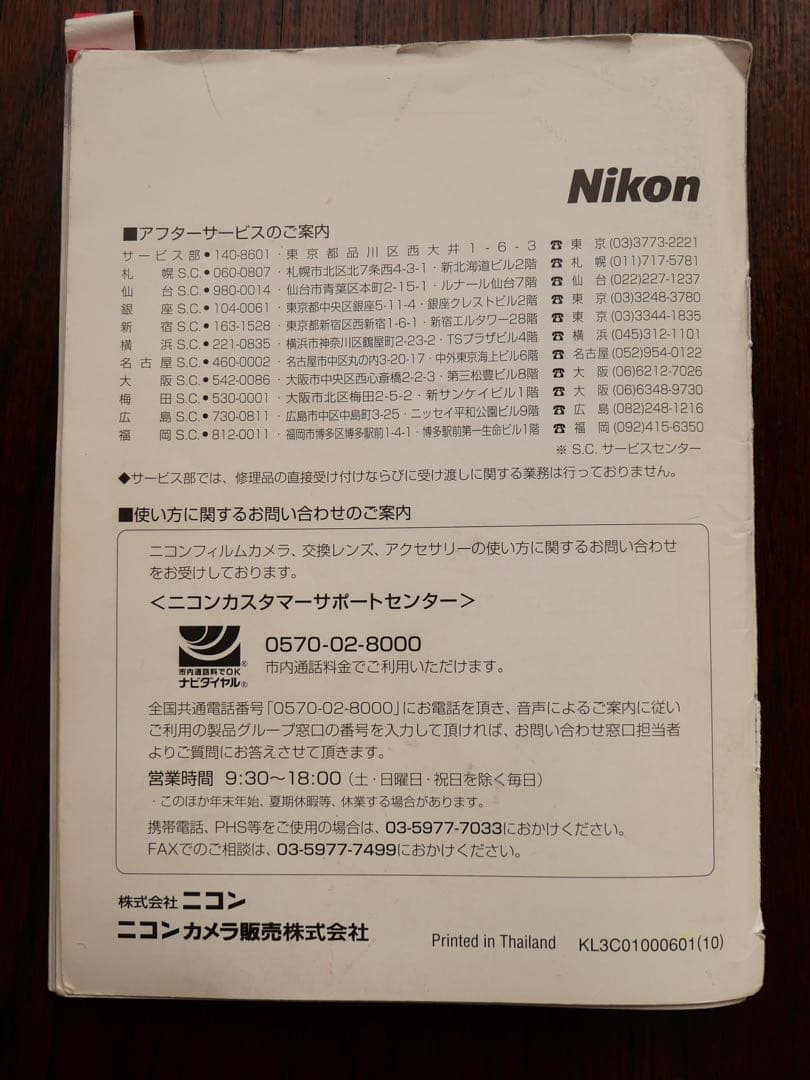 Nikon
■アフターサービスのご案内
サービス部●140-8601・東京都品川区西大井1-6-3 ☎東京(03)3773-2221
札幌S.C.●060-0807・札幌市北区北7条西4-3-1・新北海道ビル2階 ☎札幌(011)717-5781
仙台S.C.●980-0014・仙台市青葉区本町2-15-1・ルナール仙台7階 ☎仙台(022)227-1237
銀座S.C.●104-0061・東京都中央区銀座5-11-4・銀座クレストビル2階 ☎東京(03)3248-3780
新宿S.C.●163-1528・東京都新宿区西新宿1-6-1・新宿エルタワー28階 ☎東京(03)3344-1835
横浜S.C.●221-0835・横浜市神奈川区鶴屋町2-23-2・TSプラザビル4階 ☎横浜(045)312-1101
名古屋S.C.●460-0002・名古屋市中区丸の内3-20-17・中外東京海上ビル6階 ☎名古屋(052)954-0122
大阪S.C.●542-0086・大阪市中央区西心斎橋2-2-3・第三松豊ビル8階 ☎大阪(06)6212-7026
梅田S.C.●530-0001・大阪市北区梅田2-5-2・新サンケイビル1階 ☎大阪(06)6348-9730
広島S.C.●730-0811・広島市中区中島町3-25・ニッセイ平和公園ビル9階 ☎広島(082)248-1216
福岡S.C.●812-0011・福岡市博多区博多駅前1-4-1・博多駅前第一生命ビル1階 ☎福岡(092)415-6350
※S.C. サービスセンター
◆サービス部では、修理品の直接受け付けならびに受け渡しに関する業務は行っておりません。
■使い方に関するお問い合わせのご案内
ニコンフィルムカメラ、交換レンズ、アクセサリーの使い方に関するお問い合わせ
をお受けしております。
＜ニコンカスタマーサポートセンター＞
市内通話料でOK
ナビダイヤル®
0570-02-8000
市内通話料金でご利用いただけます。
全国共通電話番号「0570-02-8000」にお電話を頂き、音声によるご案内に従い
ご利用の製品グループ窓口の番号を入力して頂ければ、お問い合わせ窓口担当者
よりご質問にお答えさせて頂きます。
営業時間 9:30～18:00（土・日曜日・祝日を除く毎日）
・このほか年末年始、夏期休暇等、休業する場合があります。
携帯電話、PHS等をご使用の場合は、03-5977-7033におかけください。
FAXでのご相談は、03-5977-7499におかけください。
株式会社ニコン
ニコンカメラ販売株式会社
Printed in Thailand KL3C01000601(10)